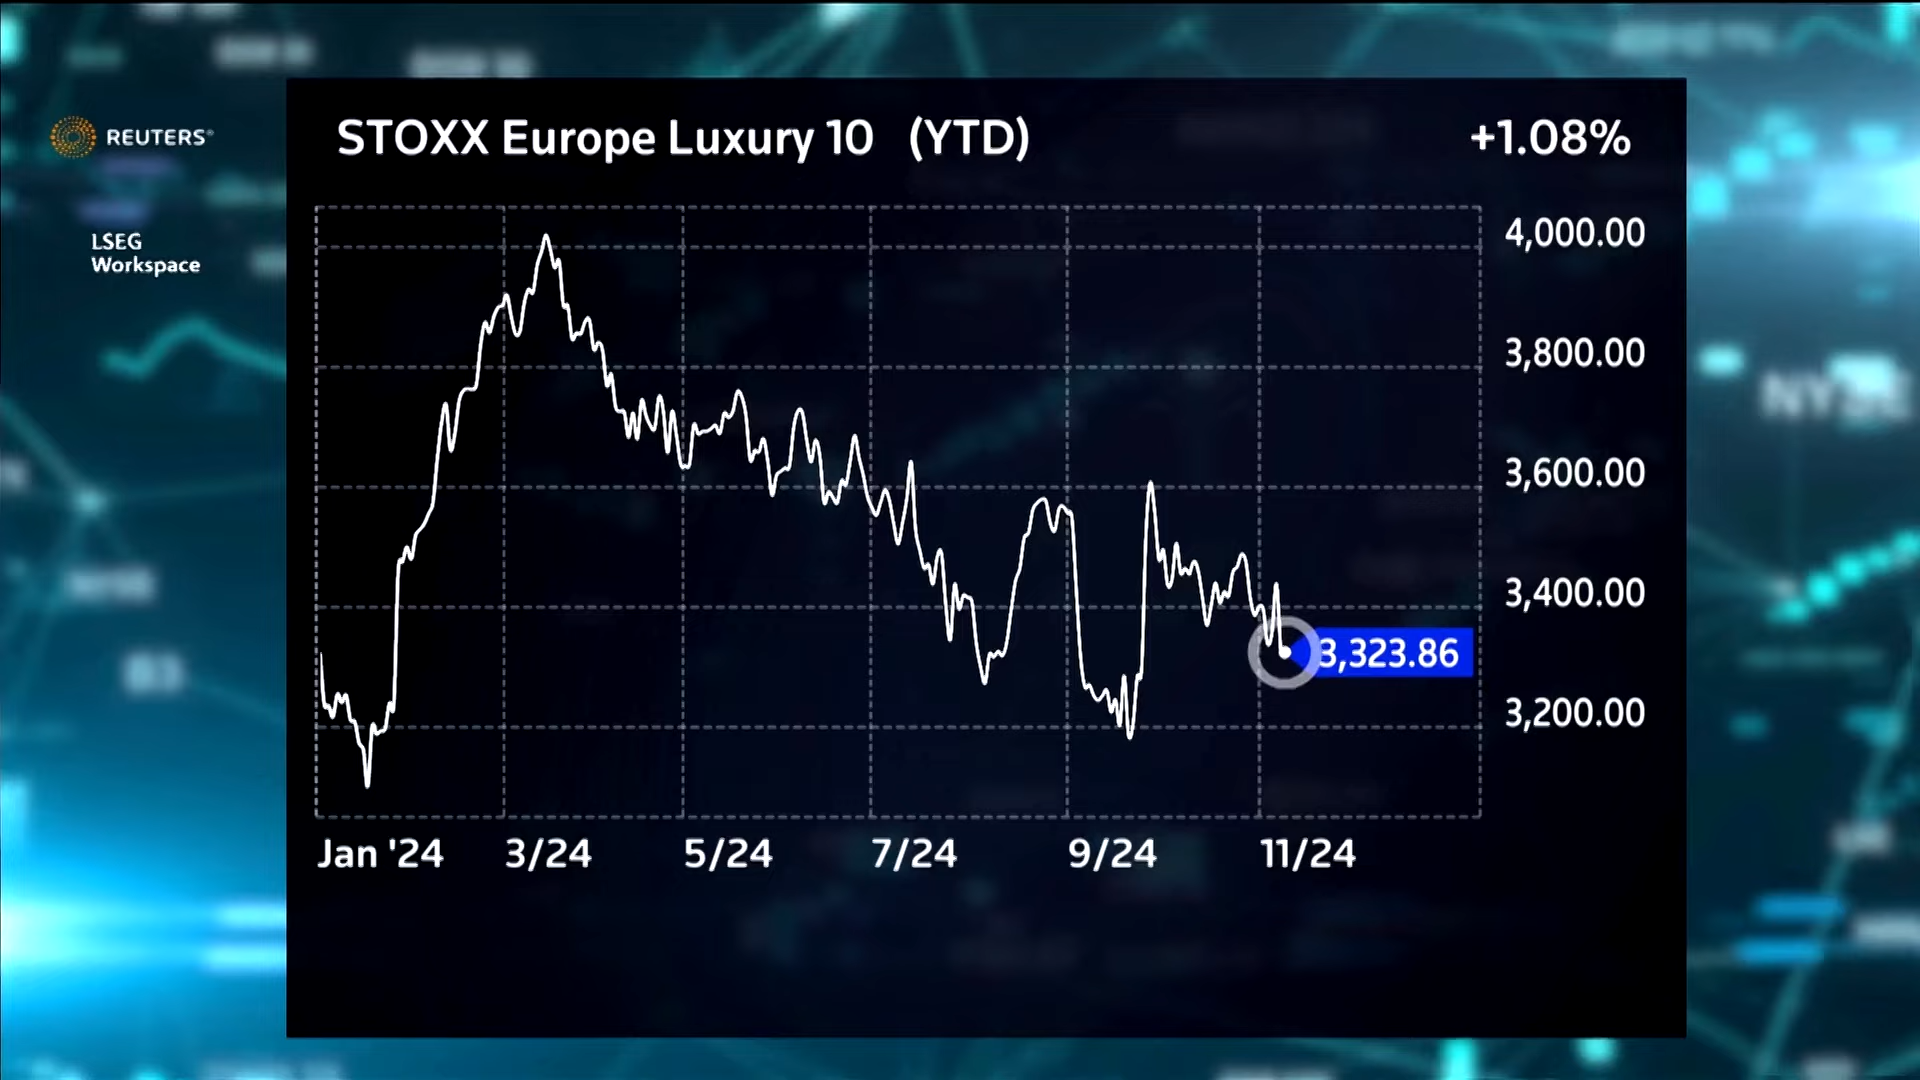 STOXX Europe Luxury 10 (YTD) +1.08%
REUTERS®
LSEG
Workspace
4,000.00
3,800.00
3,600.00
3,400.00
3,323.86
3,200.00
Jan '24 3/24 5/24 7/24 9/24 11/24
NYSE